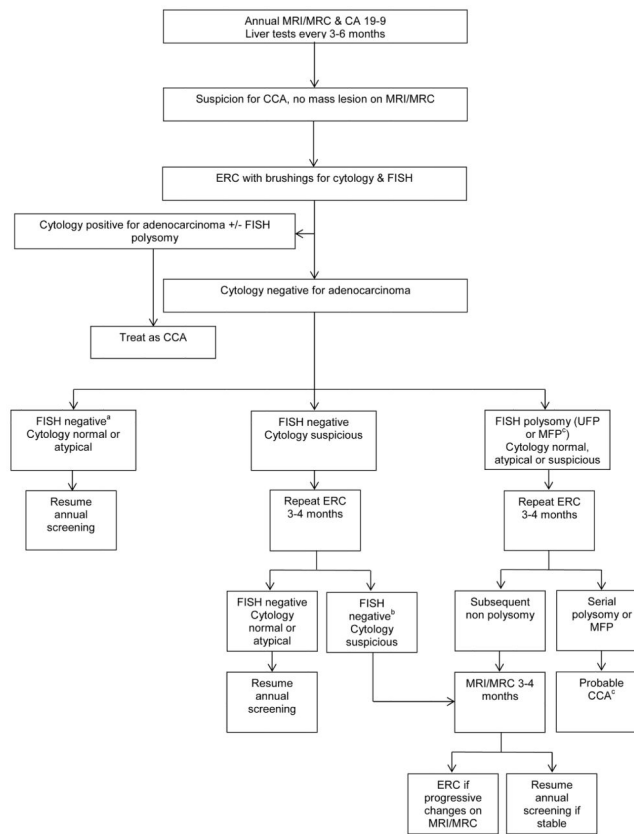 Annual MRI/MRC & CA 19-9
Liver tests every 3-6 months
Suspicion for CCA, no mass lesion on MRI/MRC
ERC with brushings for cytology & FISH
Cytology positive for adenocarcinoma +/- FISH
polysomy
Cytology negative for adenocarcinoma
Treat as CCA
FISH negativeᵃ
Cytology normal or
atypical
FISH negative
Cytology suspicious
FISH polysomy (UFP
or MFPᶜ)
Cytology normal,
atypical or suspicious
Resume
annual
screening
Repeat ERC
3-4 months
Repeat ERC
3-4 months
FISH negative
Cytology
normal or
atypical
FISH
negativeᵇ
Cytology
suspicious
Subsequent
non polysomy
Serial
polysomy or
MFP
Resume
annual
screening
MRI/MRC 3-4
months
Probable
CCAᶜ
ERC if
progressive
changes on
MRI/MRC
Resume
annual
screening if
stable